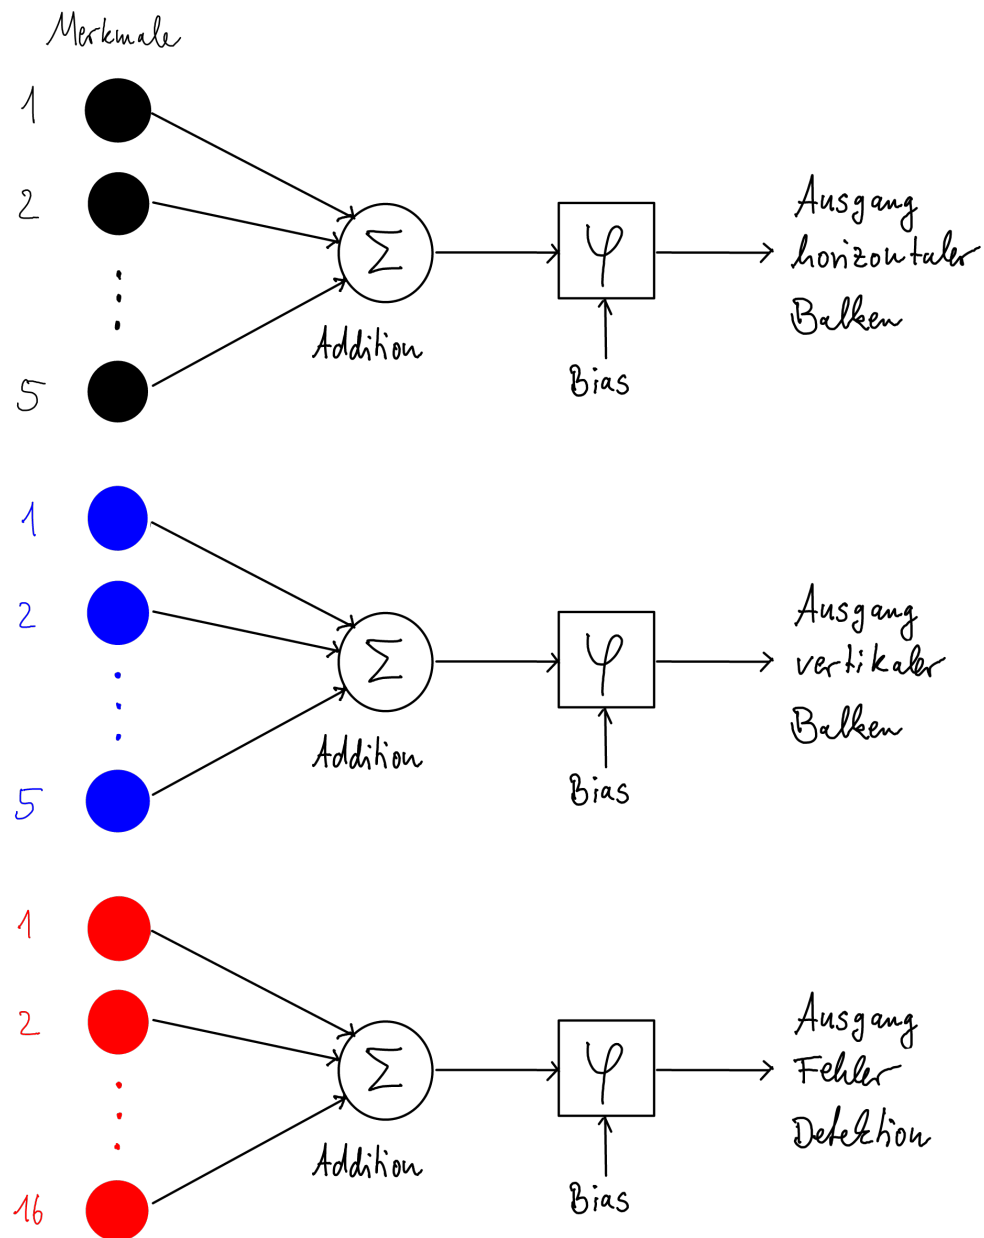 Merkmale
1
2
5
Σ
Addition
φ
Bias
Ausgang
horizontaler
Balken
1
2
5
Σ
Addition
φ
Bias
Ausgang
vertikaler
Balken
1
2
16
Σ
Addition
φ
Bias
Ausgang
Fehler
Detektion